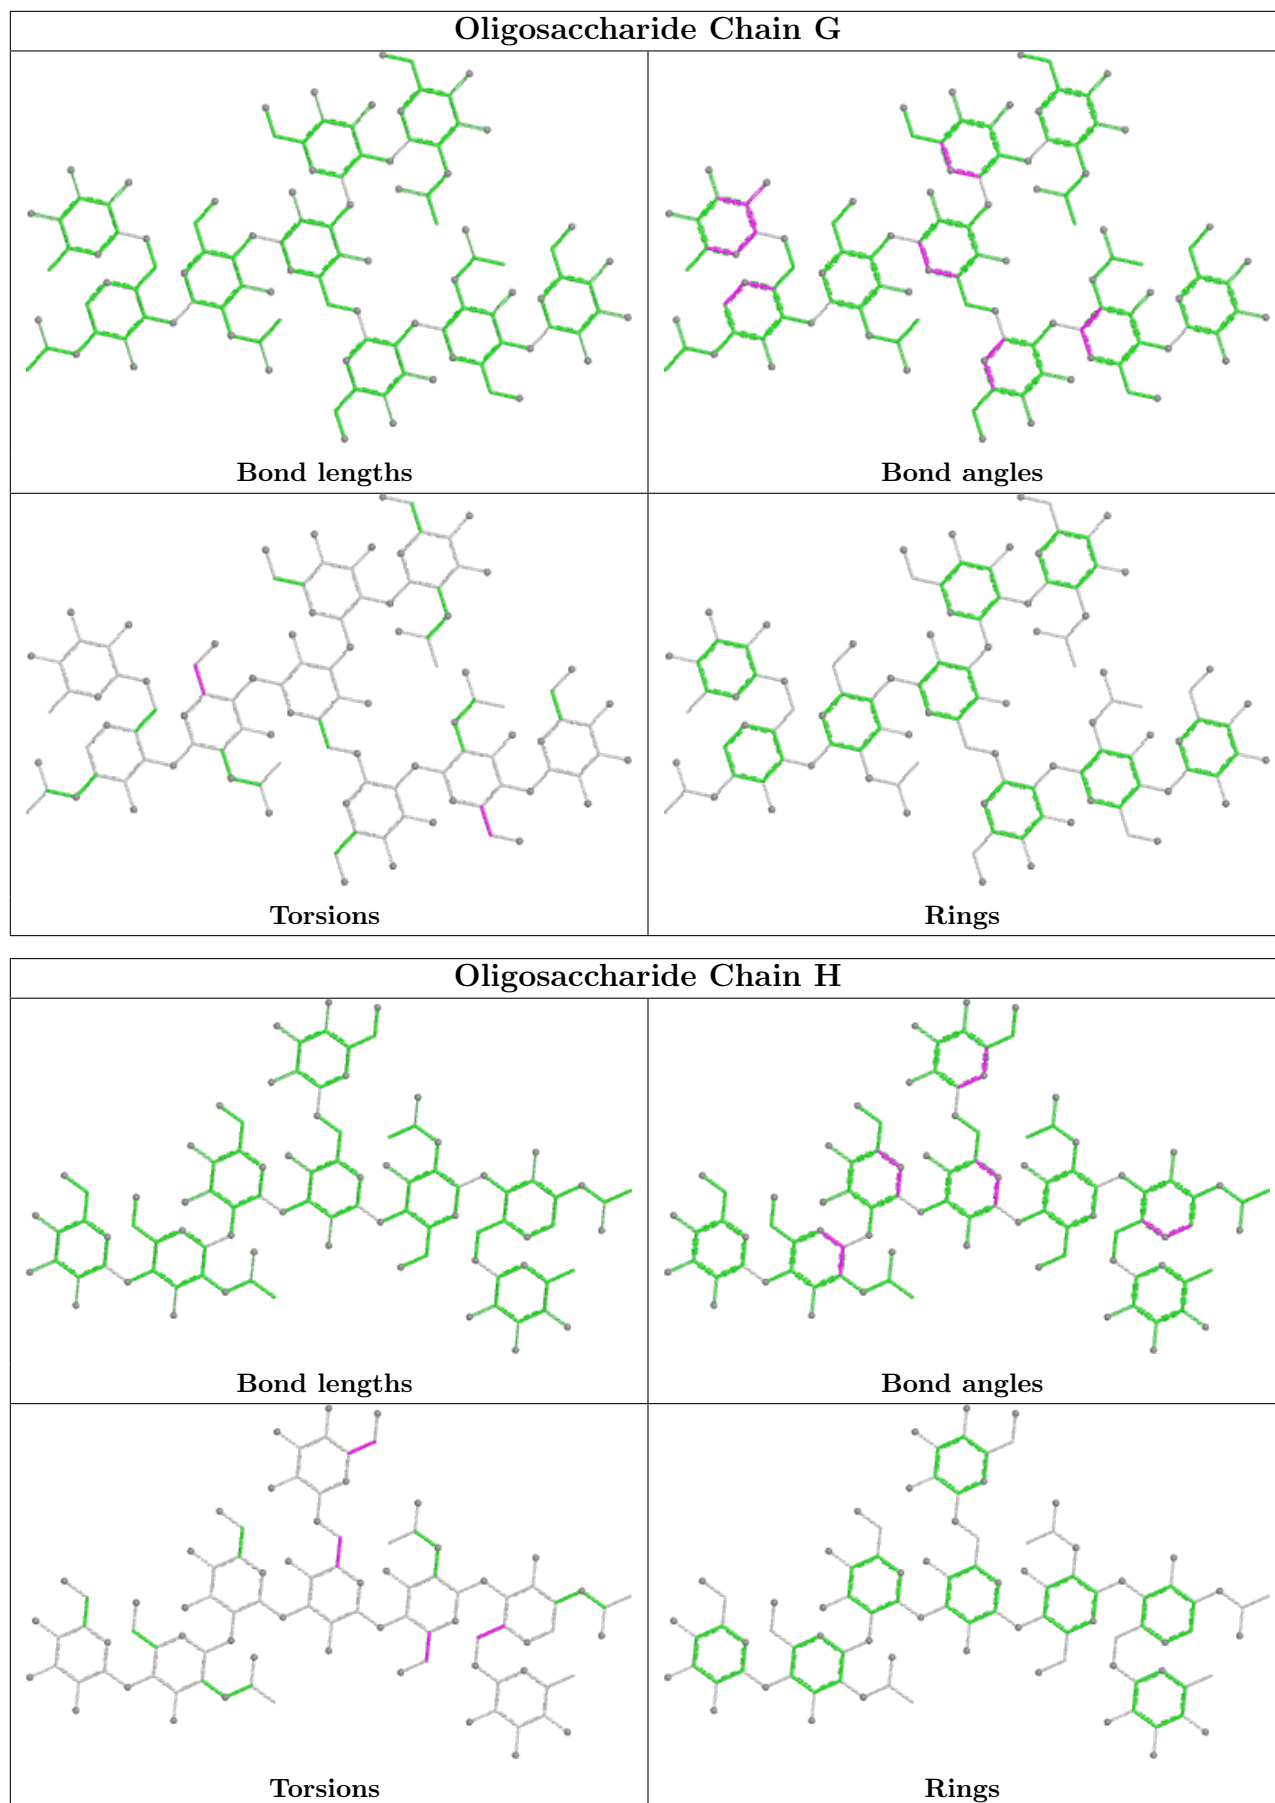 Oligosaccharide Chain G
Bond lengths
Bond angles
Torsions
Rings
Oligosaccharide Chain H
Bond lengths
Bond angles
Torsions
Rings